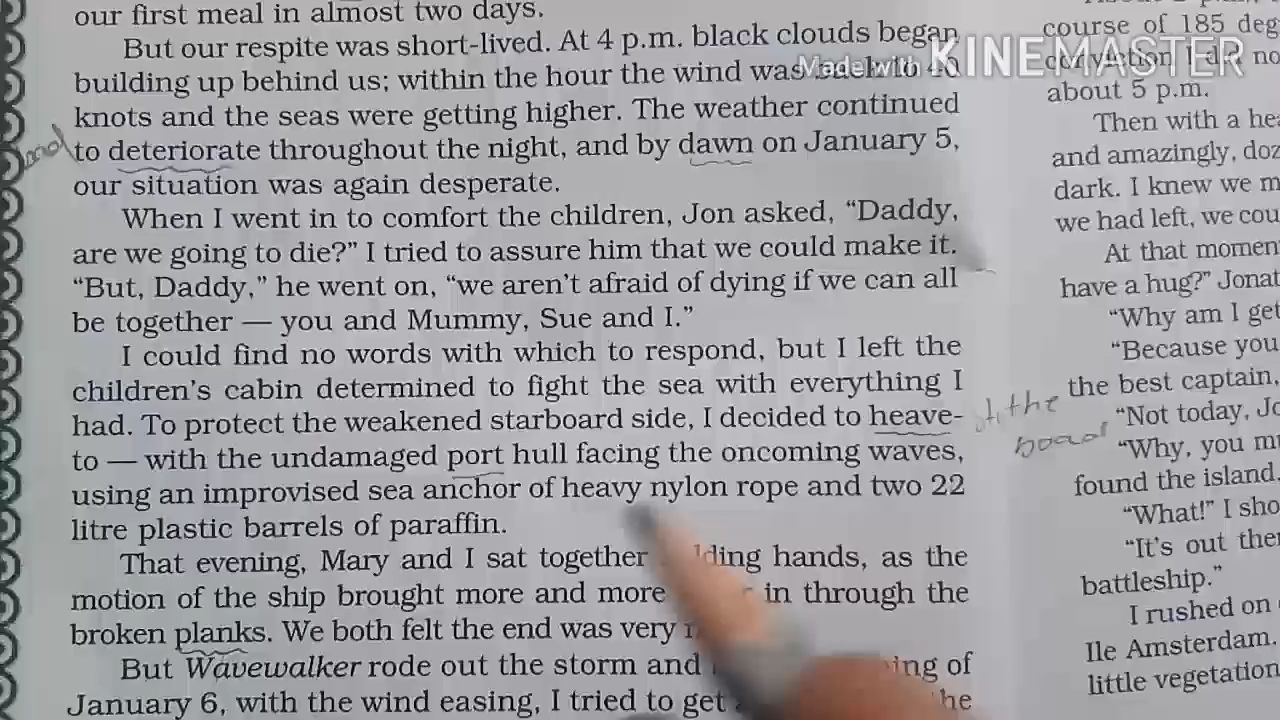 our first meal in almost two days.
But our respite was short-lived. At 4 p.m. black clouds began
building up behind us; within the hour the wind was
knots and the seas were getting higher. The weather continued
to deteriorate throughout the night, and by dawn on January 5,
our situation was again desperate.
When I went in to comfort the children, Jon asked, “Daddy,
are we going to die?” I tried to assure him that we could make it.
“But, Daddy,” he went on, “we aren’t afraid of dying if we can all
be together — you and Mummy, Sue and I.”
I could find no words with which to respond, but I left the
children’s cabin determined to fight the sea with everything I
had. To protect the weakened starboard side, I decided to heave-
to — with the undamaged port hull facing the oncoming waves,
using an improvised sea anchor of heavy nylon rope and two 22
litre plastic barrels of paraffin.
That evening, Mary and I sat together hands, as the
motion of the ship brought more and more in through the
broken planks. We both felt the end was very
But Wavewalker rode out the storm and of
January 6, with the wind easing, I tried to get
Made with KINEMASTER
course of 185
about 5 p.m.
Then with a
and amazingly,
dark. I knew we
we had left, we
At that
have a hug?”
“Why am I
“Because you
the best captain,
“Not today,
“Why, you
found the island.
“What!” I
“It’s out
battleship.”
I rushed on
Ile Amsterdam.
little vegetation
the
board